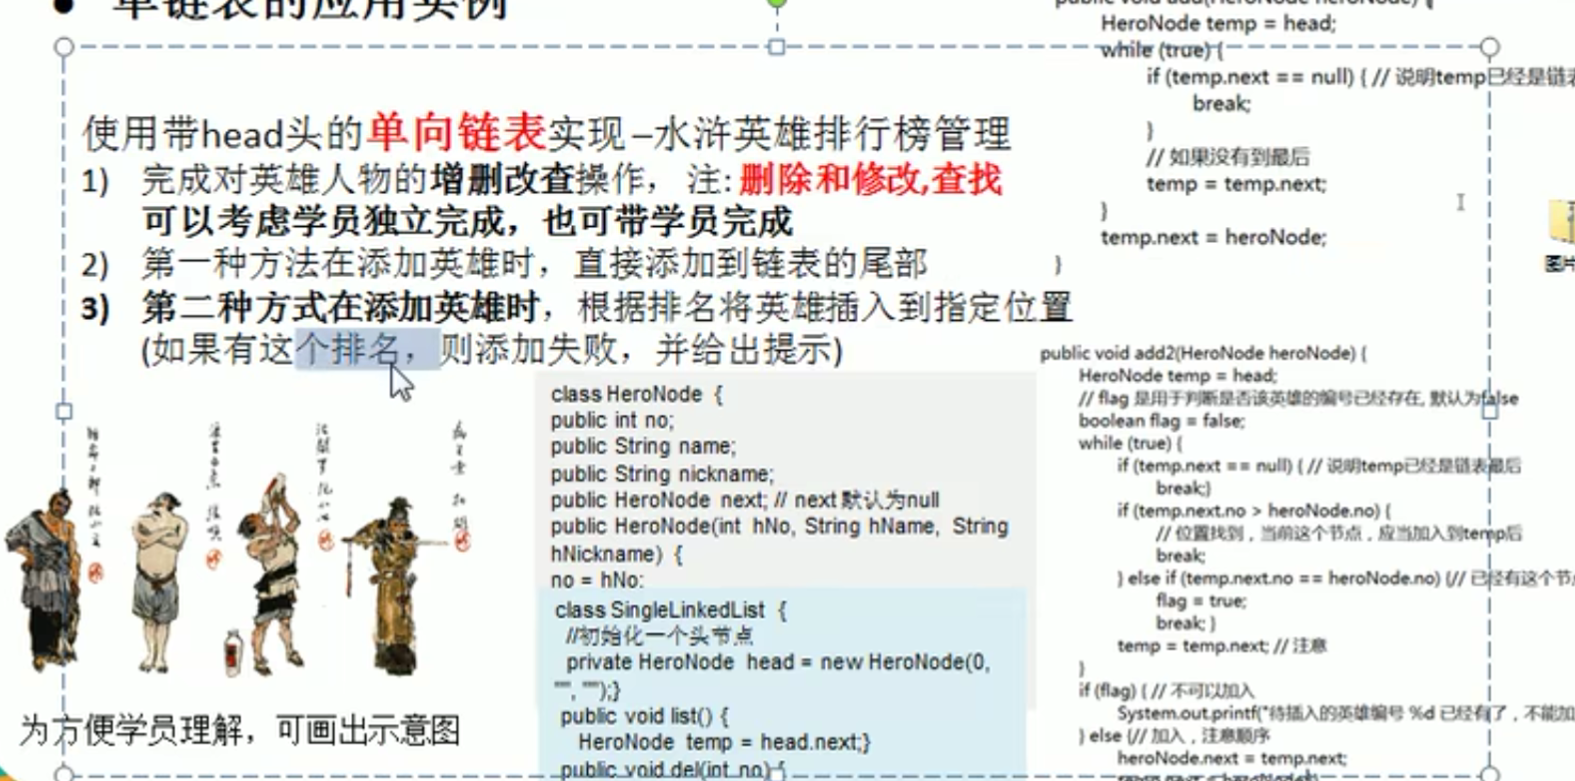 单链表的应用实例
使用带head头的单向链表实现 –水浒英雄排行榜管理
1) 完成对英雄人物的增删改查操作， 注: 删除和修改,查找
可以考虑学员独立完成，也可带学员完成
2) 第一种方法在添加英雄时，直接添加到链表的尾部
3) 第二种方式在添加英雄时，根据排名将英雄插入到指定位置
(如果有这个排名，则添加失败，并给出提示)
为方便学员理解，可画出示意图
class HeroNode {
public int no;
public String name;
public String nickname;
public HeroNode next; // next 默认为null
public HeroNode(int hNo, String hName, String
hNickname) {
no = hNo;
class SingleLinkedList {
//初始化一个头节点
private HeroNode head = new HeroNode(0,
"", "");}
public void list() {
HeroNode temp = head.next;}
public void del(int no) {
public void add(HeroNode heroNode) {
HeroNode temp = head;
while (true) {
if (temp.next == null) { // 说明temp已经是链表
break;
}
// 如果没有到最后
temp = temp.next;
}
temp.next = heroNode;
}
public void add2(HeroNode heroNode) {
HeroNode temp = head;
// flag 是用于判断是否该英雄的编号已经存在, 默认为false
boolean flag = false;
while (true) {
if (temp.next == null) { // 说明temp已经是链表最后
break;}
if (temp.next.no > heroNode.no) {
// 位置找到，当前这个节点，应当加入到temp后
break;
} else if (temp.next.no == heroNode.no) {// 已经有这个节
flag = true;
break; }
temp = temp.next; // 注意
}
if (flag) { // 不可以加入
System.out.printf("待插入的英雄编号 %d 已经有了，不能加
} else {// 加入，注意顺序
heroNode.next = temp.next;